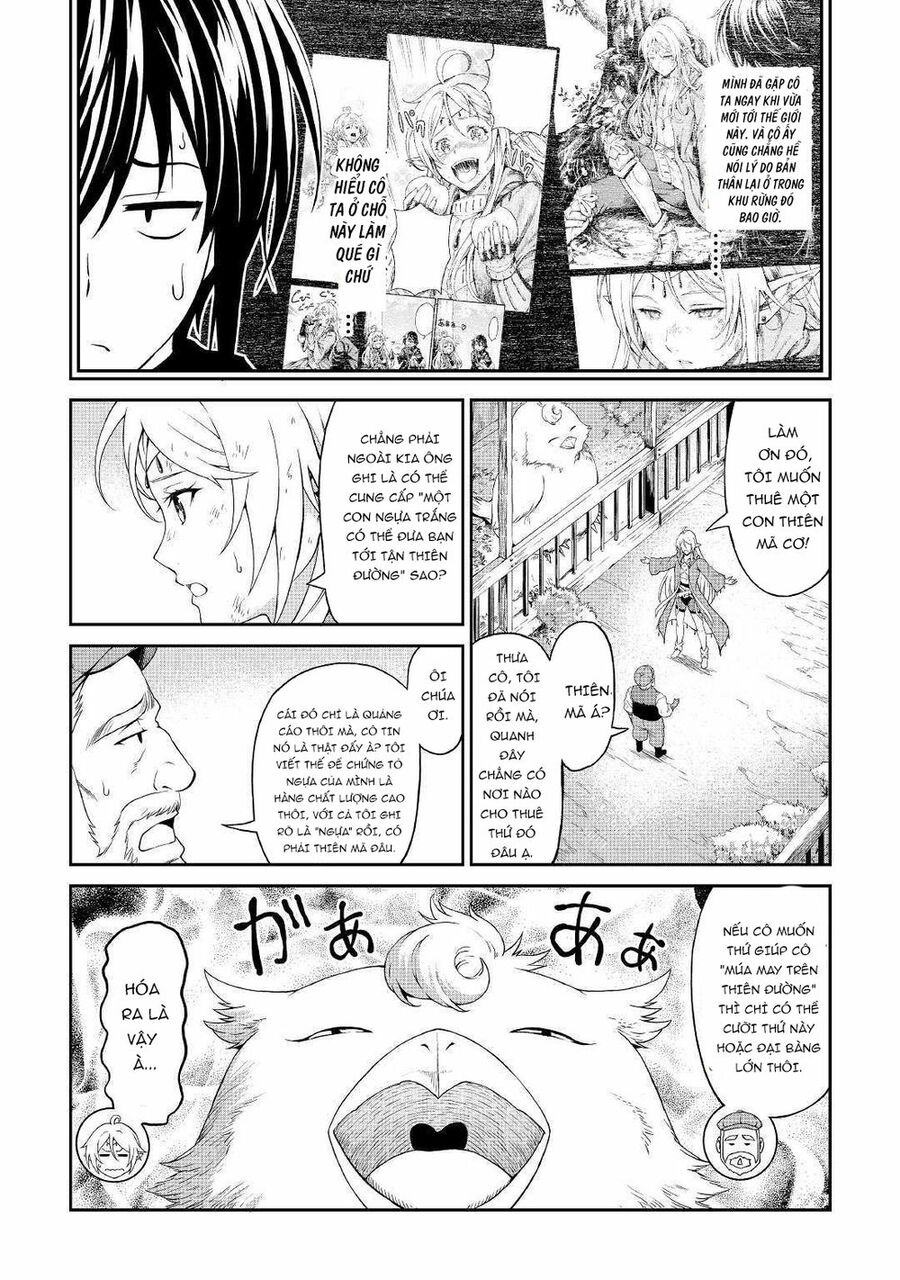 MÌNH ĐÃ GẶP CÔ
TA NGAY KHI VỪA
MỚI TỚI THẾ GIỚI
NÀY. VÀ CÔ ẤY
CŨNG CHẲNG HỀ
NÓI LÝ DO BẢN
THÂN LẠI Ở TRONG
KHU RỪNG ĐÓ
BAO GIỜ.
KHÔNG
HIỂU CÔ
TA Ở CHỖ
NÀY LÀM
QUÉ GÌ
CHỨ
LÀM
ƠN ĐÓ,
TÔI MUỐN
THUÊ MỘT
CON THIÊN
MÃ CƠ!
THIÊN
MÃ Á?
THƯA
CÔ, TÔI
ĐÃ NÓI
RỒI MÀ,
QUANH ĐÂY
CHẲNG CÓ
NƠI NÀO
CHO THUÊ
THỨ ĐÓ
ĐÂU Ạ.
CHẲNG PHẢI
NGOÀI KIA ÔNG
GHI LÀ CÓ THỂ
CUNG CẤP "MỘT
CON NGỰA TRẮNG
CÓ THỂ ĐƯA BẠN
TỚI TẬN THIÊN
ĐƯỜNG" SAO?
ÔI
CHÚA
ƠI.
CÁI ĐÓ CHỈ LÀ QUẢNG
CÁO THÔI MÀ, CÔ TIN
NÓ LÀ THẬT ĐẤY À? TÔI
VIẾT THẾ ĐỂ CHỨNG TỎ
NGỰA CỦA MÌNH LÀ
HÀNG CHẤT LƯỢNG CAO
THÔI, VỚI CẢ TÔI GHI
RÕ LÀ "NGỰA" RỒI, CÓ
PHẢI THIÊN MÃ ĐÂU.
NẾU CÔ MUỐN
THỨ GIÚP CÔ
"MÚA MAY TRÊN
THIÊN ĐƯỜNG"
THÌ CHỈ CÓ THỂ
CƯỠI THỨ NÀY
HOẶC ĐẠI BÀNG
LỚN THÔI.
がぁ
あぁ
HÓA
RA LÀ
VẬY
À...